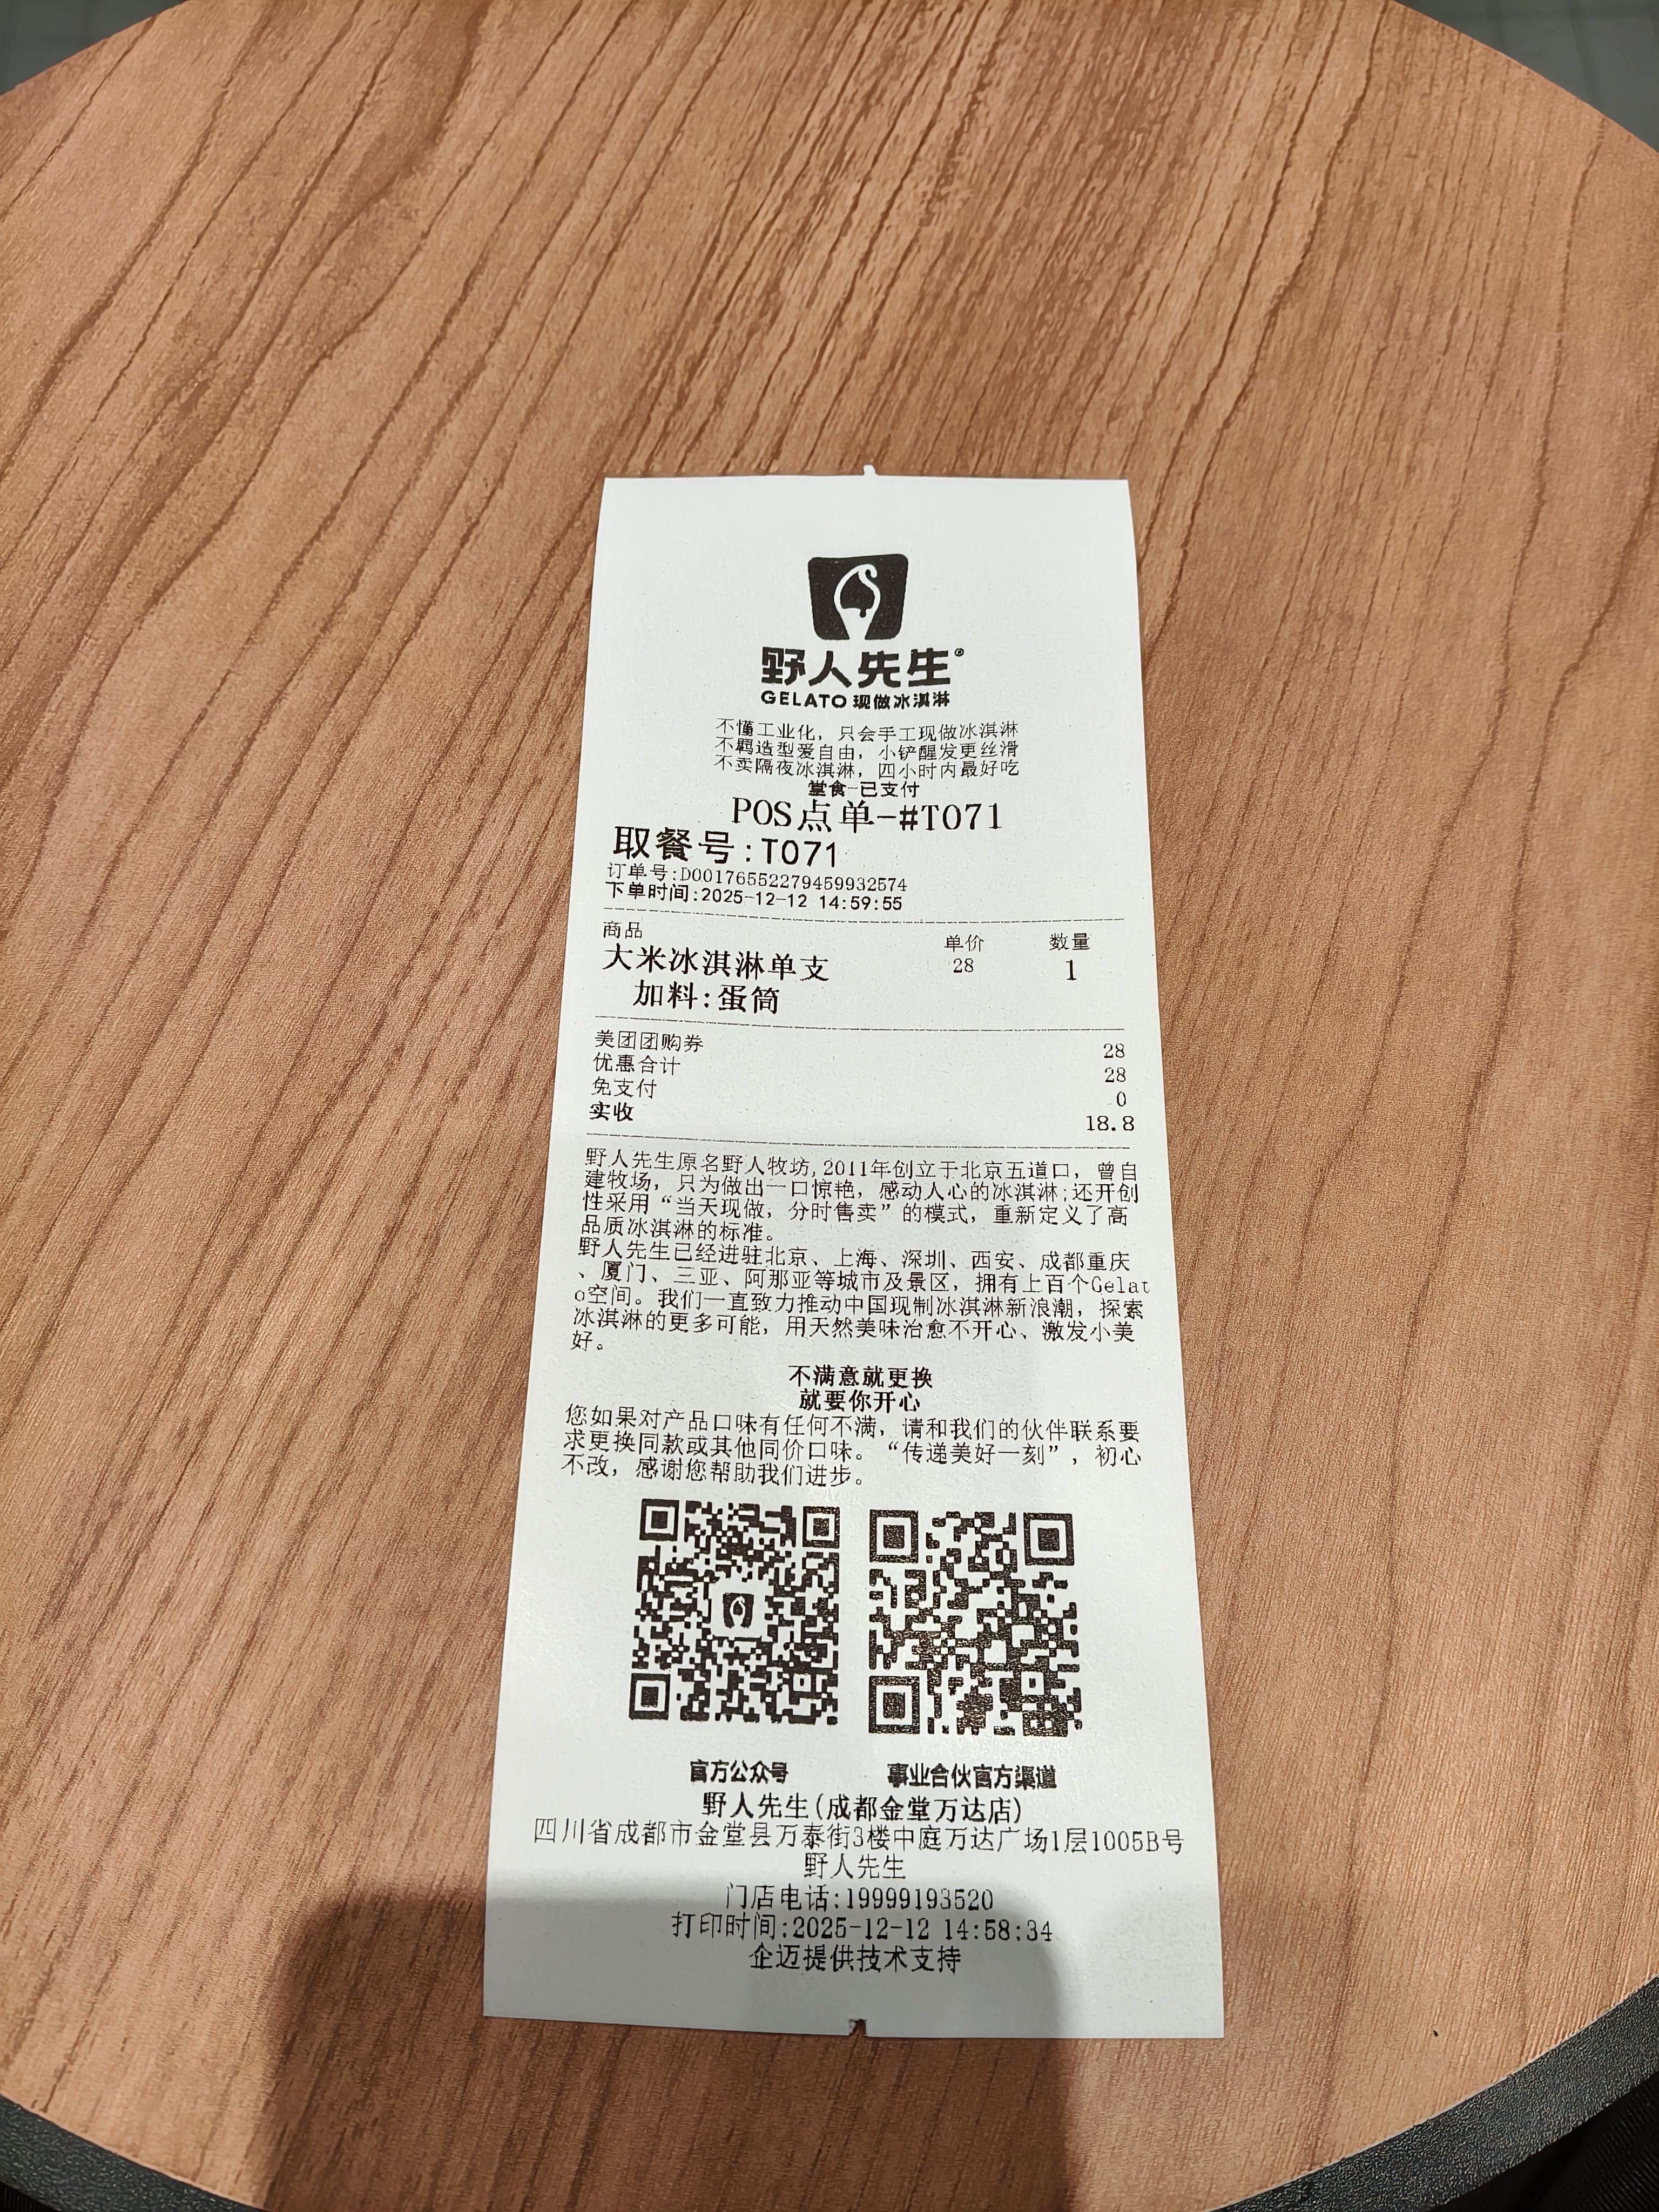 野人先生®
GELATO 现做冰淇淋
不懂工业化，只会手工现做冰淇淋
不羁造型爱自由，小铲醒发更丝滑
不卖隔夜冰淇淋，四小时内最好吃
堂食-已支付
POS点单-#T071
取餐号:T071
订单号:D00176552279459932574
下单时间:2025-12-12 14:59:55
商品 单价 数量
大米冰淇淋单支 28 1
加料:蛋筒
美团团购券 28
优惠合计 28
免支付 0
实收 18.8
野人先生原名野人牧坊,2011年创立于北京五道口，曾自
建牧场，只为做出一口惊艳，感动人心的冰淇淋;还开创
性采用“当天现做，分时售卖”的模式，重新定义了高
品质冰淇淋的标准。
野人先生已经进驻北京、上海、深圳、西安、成都重庆
、厦门、三亚、阿那亚等城市及景区，拥有上百个Gelat
o空间。我们一直致力推动中国现制冰淇淋新浪潮，探索
冰淇淋的更多可能，用天然美味治愈不开心、激发小美
好。
不满意就更换
就要你开心
您如果对产品口味有任何不满，请和我们的伙伴联系要
求更换同款或其他同价口味。“传递美好一刻”，初心
不改，感谢您帮助我们进步。
官方公众号 事业合伙官方渠道
野人先生(成都金堂万达店)
四川省成都市金堂县万泰街3楼中庭万达广场1层1005B号
野人先生
门店电话:19999193520
打印时间:2025-12-12 14:58:34
企迈提供技术支持